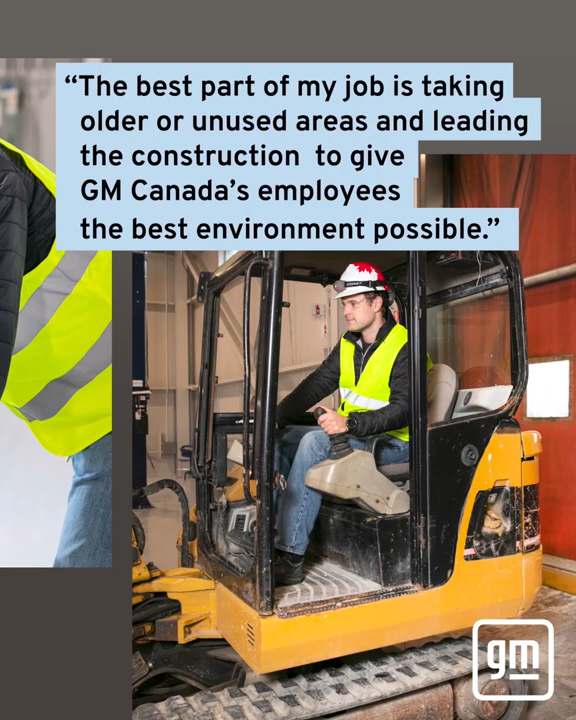 “The best part of my job is taking
older or unused areas and leading
the construction  to give
GM Canada’s employees
the best environment possible.”
gm